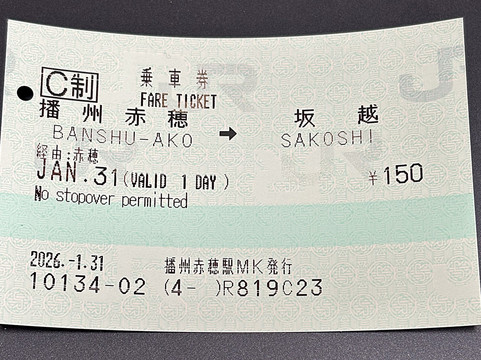 C制 乗車券
FARE TICKET
播州赤穂 → 坂越
BANSHU-AKO SAKOSHI
経由:赤穂
JAN.31(VALID 1 DAY) ¥150
No stopover permitted
2026.-1.31 播州赤穂駅MK発行
10134-02 (4- )R819C23